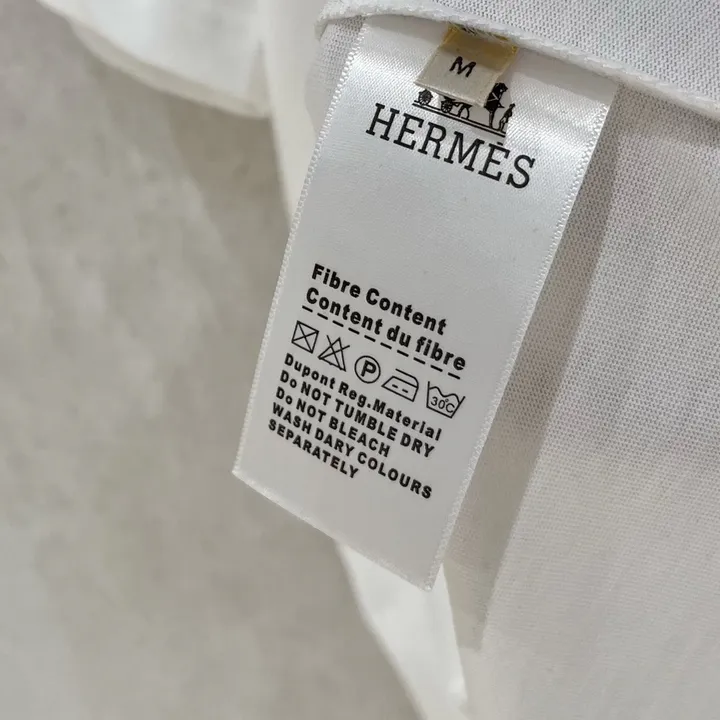 M
HERMÈS
Fibre Content
Content du fibre
P
30C
Dupont Reg.Material
Do NOT TUMBLE DRY
Do NOT BLEACH
WASH DARY COLOURS
SEPARATELY